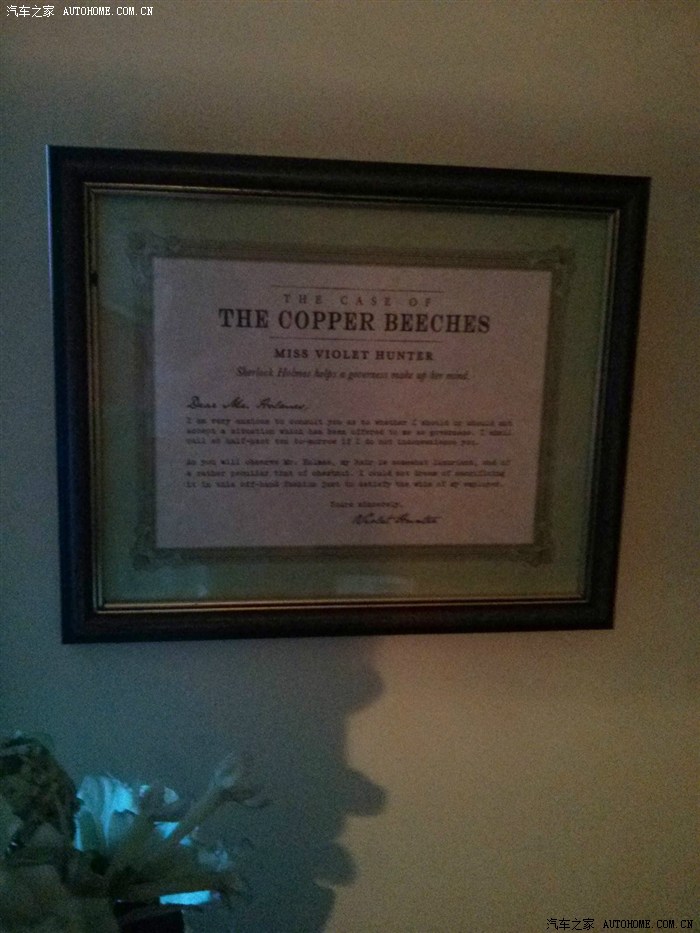 汽车之家 AUTOHOME.COM.CN
THE CASE OF
THE COPPER BEECHES
MISS VIOLET HUNTER
Sherlock Holmes helps a governess make up her mind.
Dear Mr. Holmes,
I am very anxious to consult you as to whether I should or should not
accept a situation which has been offered to me as governess. I shall
call at half-past ten to-morrow if I do not inconvenience you.
As you will observe Mr. Holmes, my hair is somewhat luxuriant, and of
a rather peculiar tint of chestnut. I could not dream of sacrificing
it in this off-hand fashion just to satisfy the whim of my employer.
Yours sincerely,
Violet Hunter
汽车之家 AUTOHOME.COM.CN